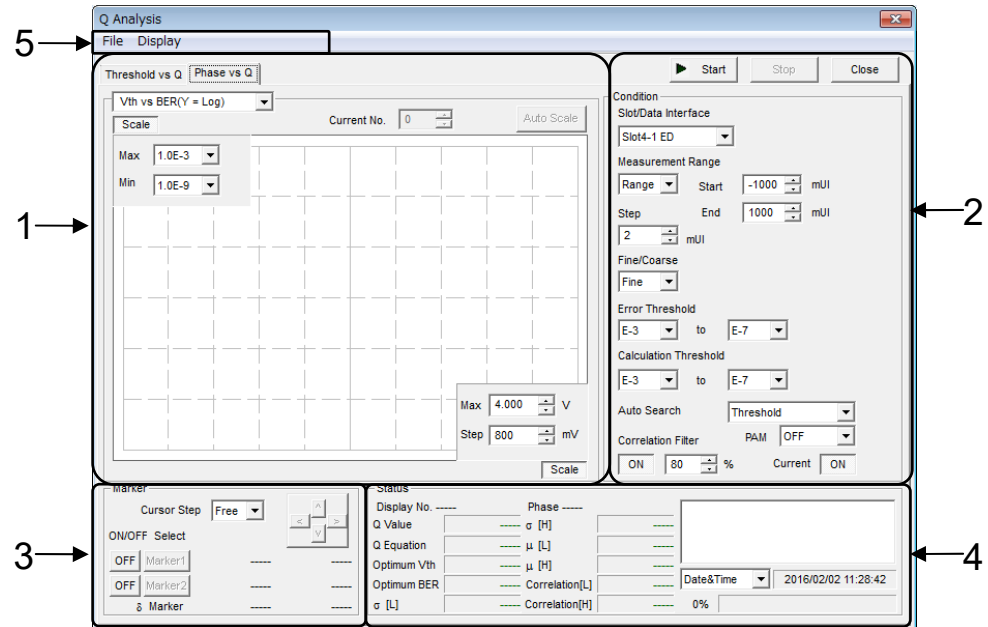 Q Analysis
5
File Display
Threshold vs Q Phase vs Q
Start Stop Close
Vth vs BER(Y = Log)
Scale
Current No. 0
Auto Scale
Max 1.0E-3
Min 1.0E-9
1
Max 4.000 V
Step 800 mV
Scale
Condition
Slot/Data Interface
Slot4-1 ED
Measurement Range
Range Start -1000 mUI
Step End 1000 mUI
2 mUI
2
Fine/Coarse
Fine
Error Threshold
E-3 to E-7
Calculation Threshold
E-3 to E-7
Auto Search Threshold
PAM OFF
Correlation Filter
ON 80 % Current ON
Marker
Cursor Step Free
^
< >
v
ON/OFF Select
3
OFF Marker1 ----- -----
OFF Marker2 ----- -----
δ Marker ----- -----
Status
Display No. ----- Phase -----
Q Value ----- σ [H] -----
Q Equation ----- μ [L] -----
Optimum Vth ----- μ [H] -----
Optimum BER ----- Correlation[L] -----
σ [L] ----- Correlation[H] -----
4
Date&Time 2016/02/02 11:28:42
0%